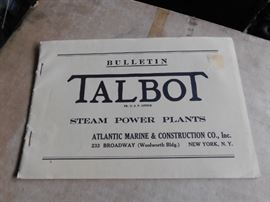 BULLETIN
TALBOT
STEAM POWER PLANTS
ATLANTIC MARINE & CONSTRUCTION CO., Inc.
233 BROADWAY (Woolworth Bldg.) NEW YORK, N. Y.